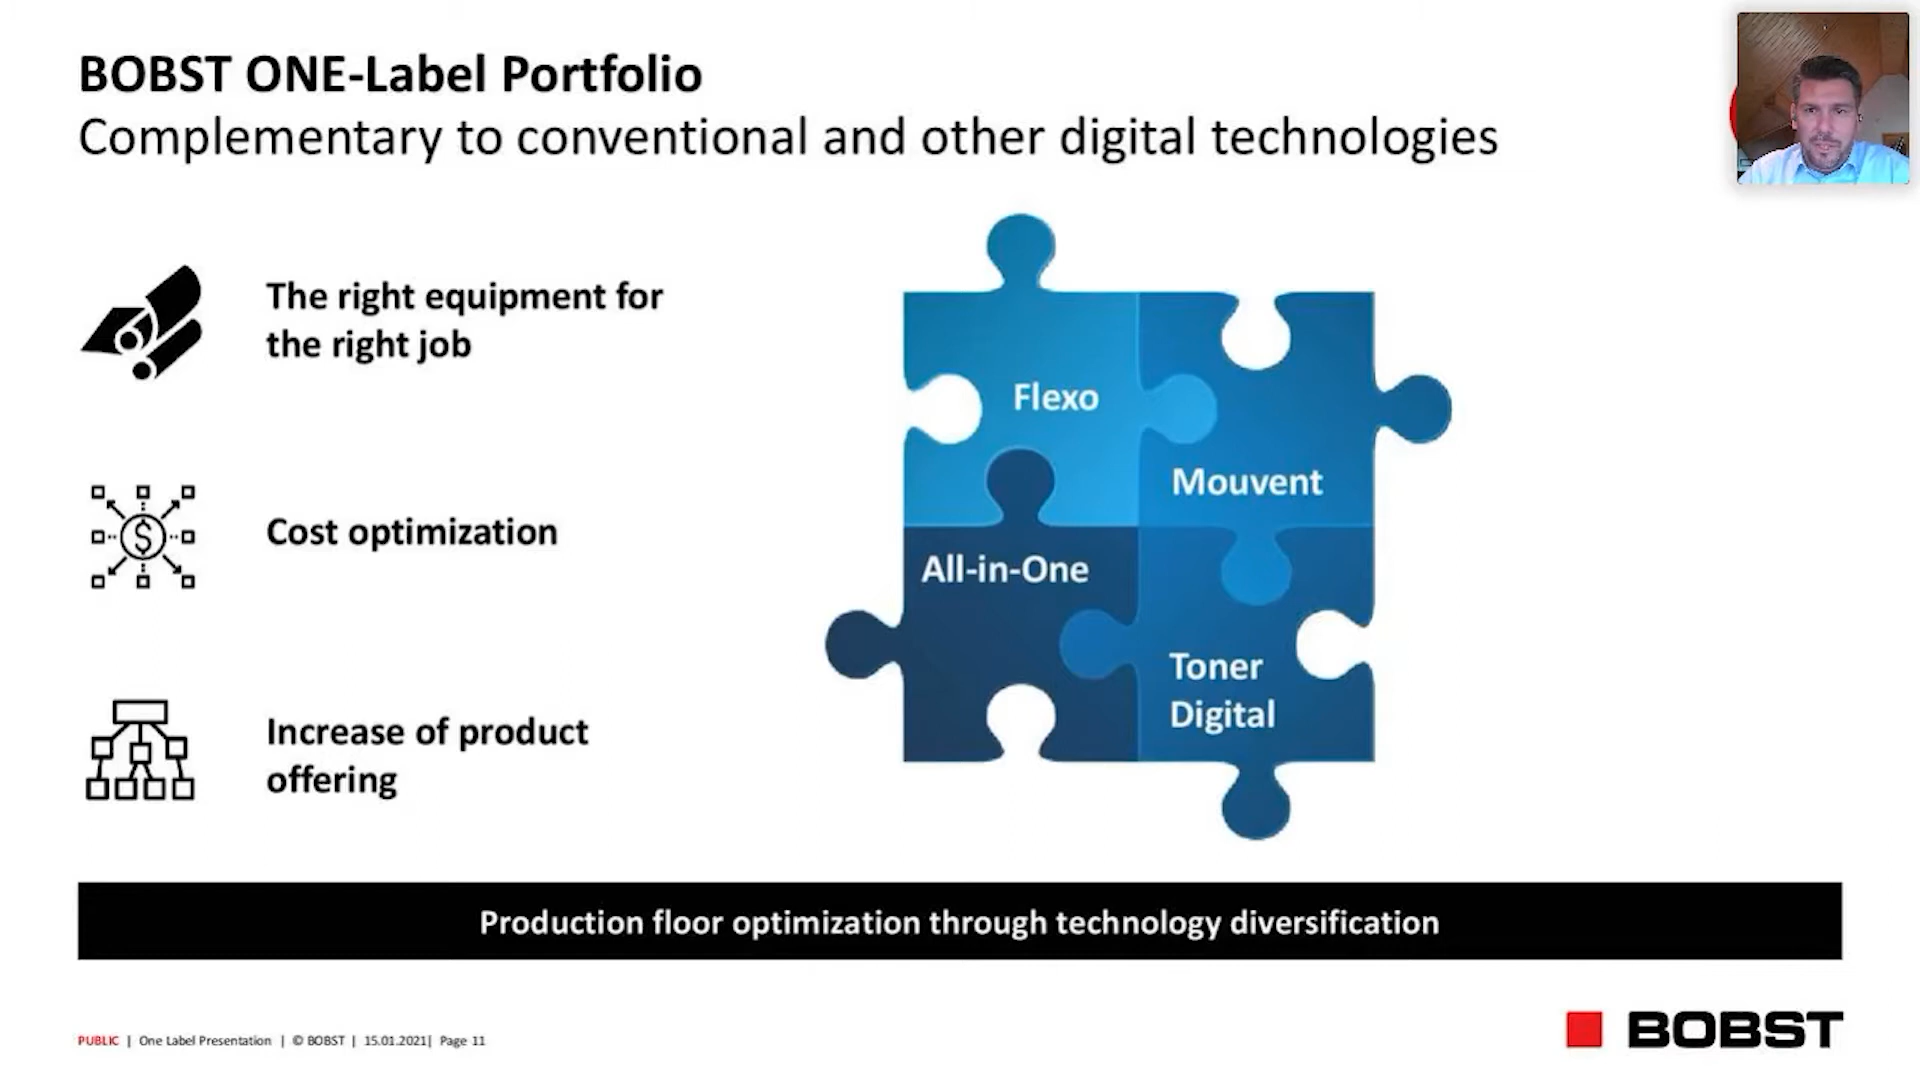 BOBST ONE-Label Portfolio
Complementary to conventional and other digital technologies
The right equipment for
the right job
Cost optimization
Increase of product
offering
Flexo
Mouvent
All-in-One
Toner
Digital
$
Production floor optimization through technology diversification
PUBLIC | One Label Presentation | © BOBST | 15.01.2021| Page 11
BOBST